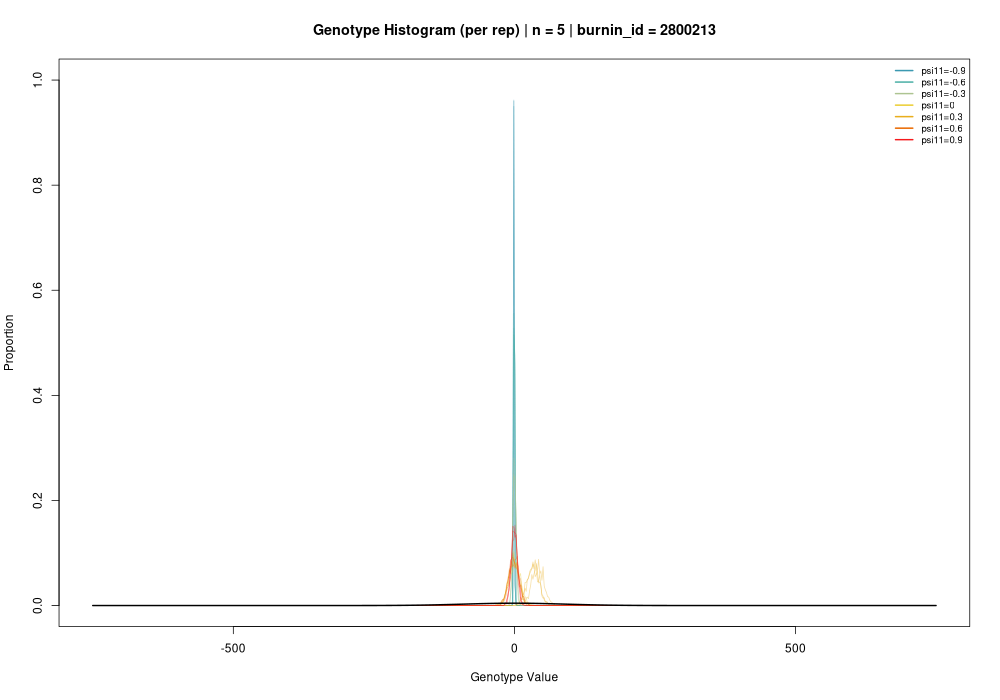 Genotype Histogram (per rep) | n = 5 | burnin_id = 2800213
psi11=-0.9
psi11=-0.6
psi11=-0.3
psi11=0
psi11=0.3
psi11=0.6
psi11=0.9
1.0
0.8
0.6
0.4
0.2
0.0
Proportion
-500
0
500
Genotype Value